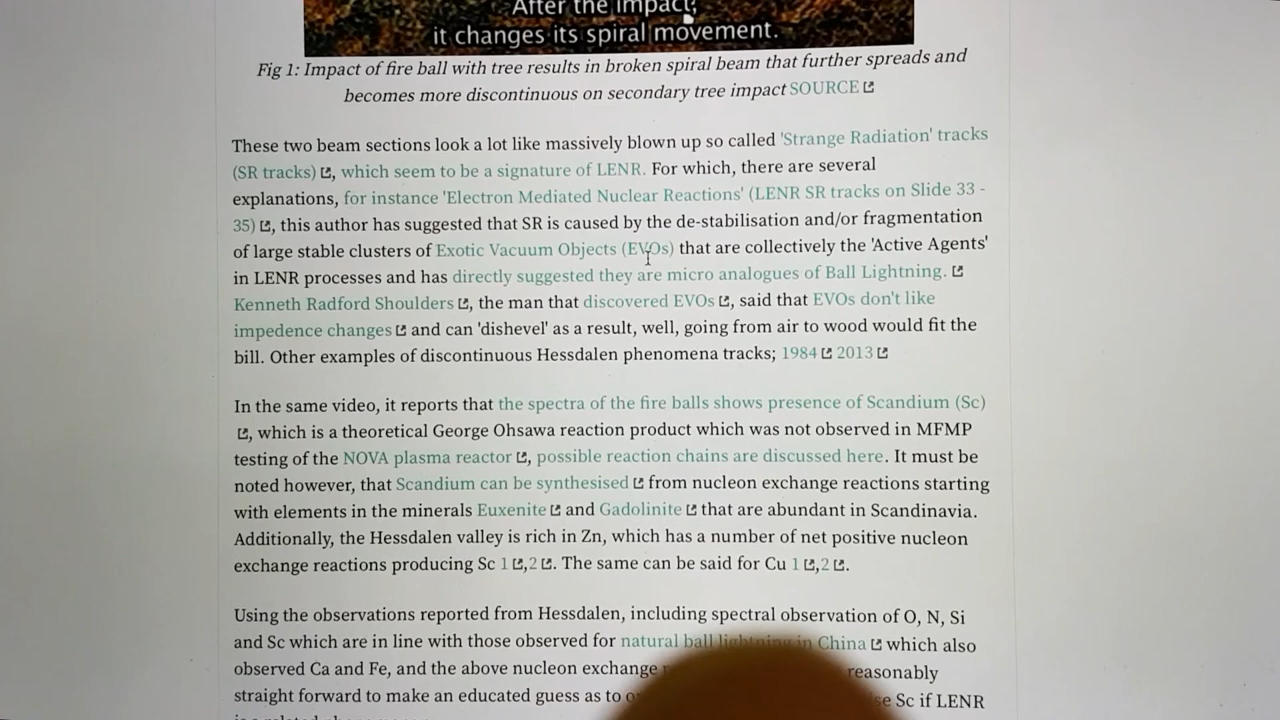 After the impact,
it changes its spiral movement.
Fig 1: Impact of fire ball with tree results in broken spiral beam that further spreads and
becomes more discontinuous on secondary tree impact SOURCE
These two beam sections look a lot like massively blown up so called 'Strange Radiation' tracks
(SR tracks), which seem to be a signature of LENR. For which, there are several
explanations, for instance 'Electron Mediated Nuclear Reactions' (LENR SR tracks on Slide 33 -
35), this author has suggested that SR is caused by the de-stabilisation and/or fragmentation
of large stable clusters of Exotic Vacuum Objects (EVOs) that are collectively the 'Active Agents'
in LENR processes and has directly suggested they are micro analogues of Ball Lightning.
Kenneth Radford Shoulders, the man that discovered EVOs, said that EVOs don't like
impedence changes and can 'dishevel' as a result, well, going from air to wood would fit the
bill. Other examples of discontinuous Hessdalen phenomena tracks; 1984 2013
In the same video, it reports that the spectra of the fire balls shows presence of Scandium (Sc)
, which is a theoretical George Ohsawa reaction product which was not observed in MFMP
testing of the NOVA plasma reactor, possible reaction chains are discussed here. It must be
noted however, that Scandium can be synthesised from nucleon exchange reactions starting
with elements in the minerals Euxenite and Gadolinite that are abundant in Scandinavia.
Additionally, the Hessdalen valley is rich in Zn, which has a number of net positive nucleon
exchange reactions producing Sc 1,2. The same can be said for Cu 1,2.
Using the observations reported from Hessdalen, including spectral observation of O, N, Si
and Sc which are in line with those observed for natural ball lightning in China which also
observed Ca and Fe, and the above nucleon exchange reasonably
straight forward to make an educated guess as to Sc if LENR